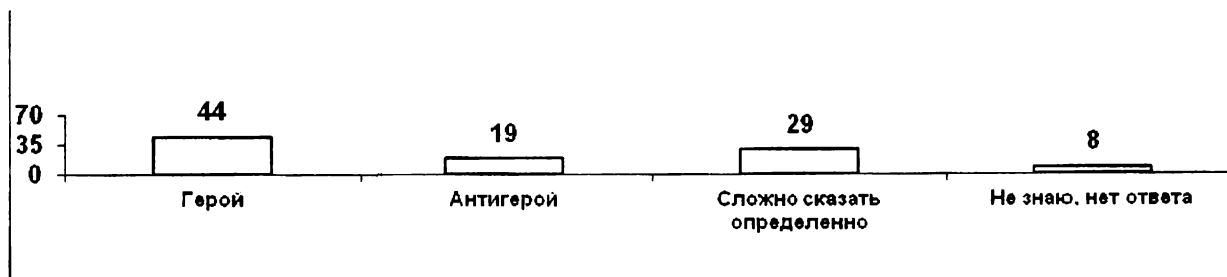 44
19
29
8
70
35
0
Герой
Антигерой
Сложно сказать
определенно
Не знаю, нет ответа